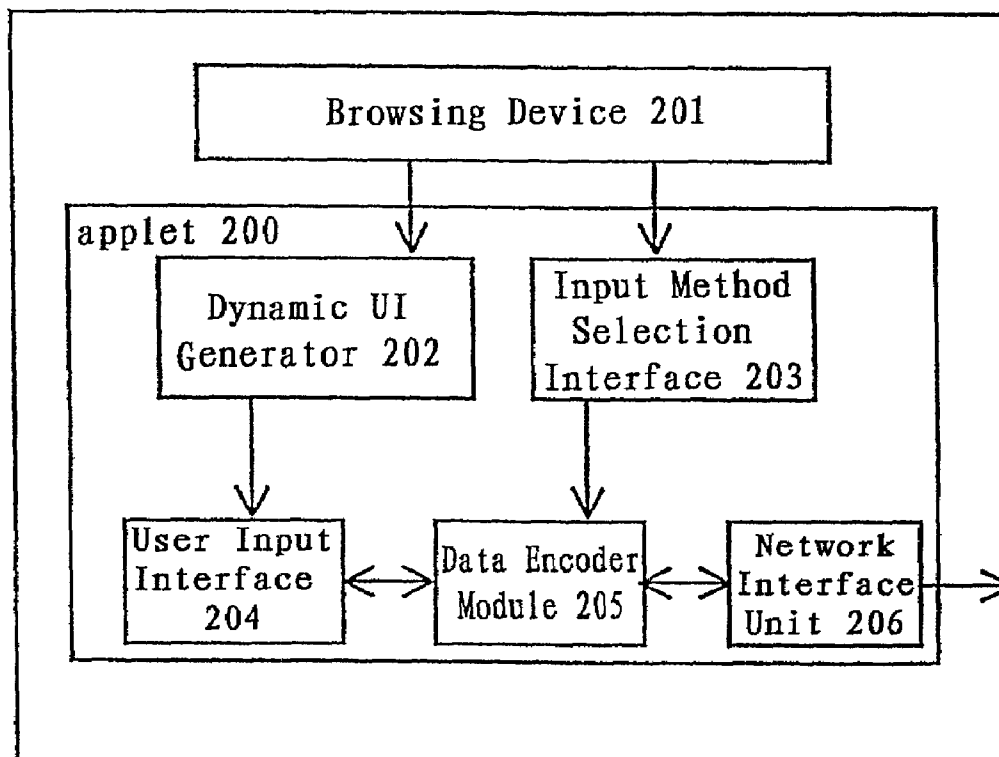 Browsing Device 201
applet 200
Dynamic UI
Generator 202
Input Method
Selection
Interface 203
User Input
Interface
204
Data Encoder
Module 205
Network
Interface
Unit 206